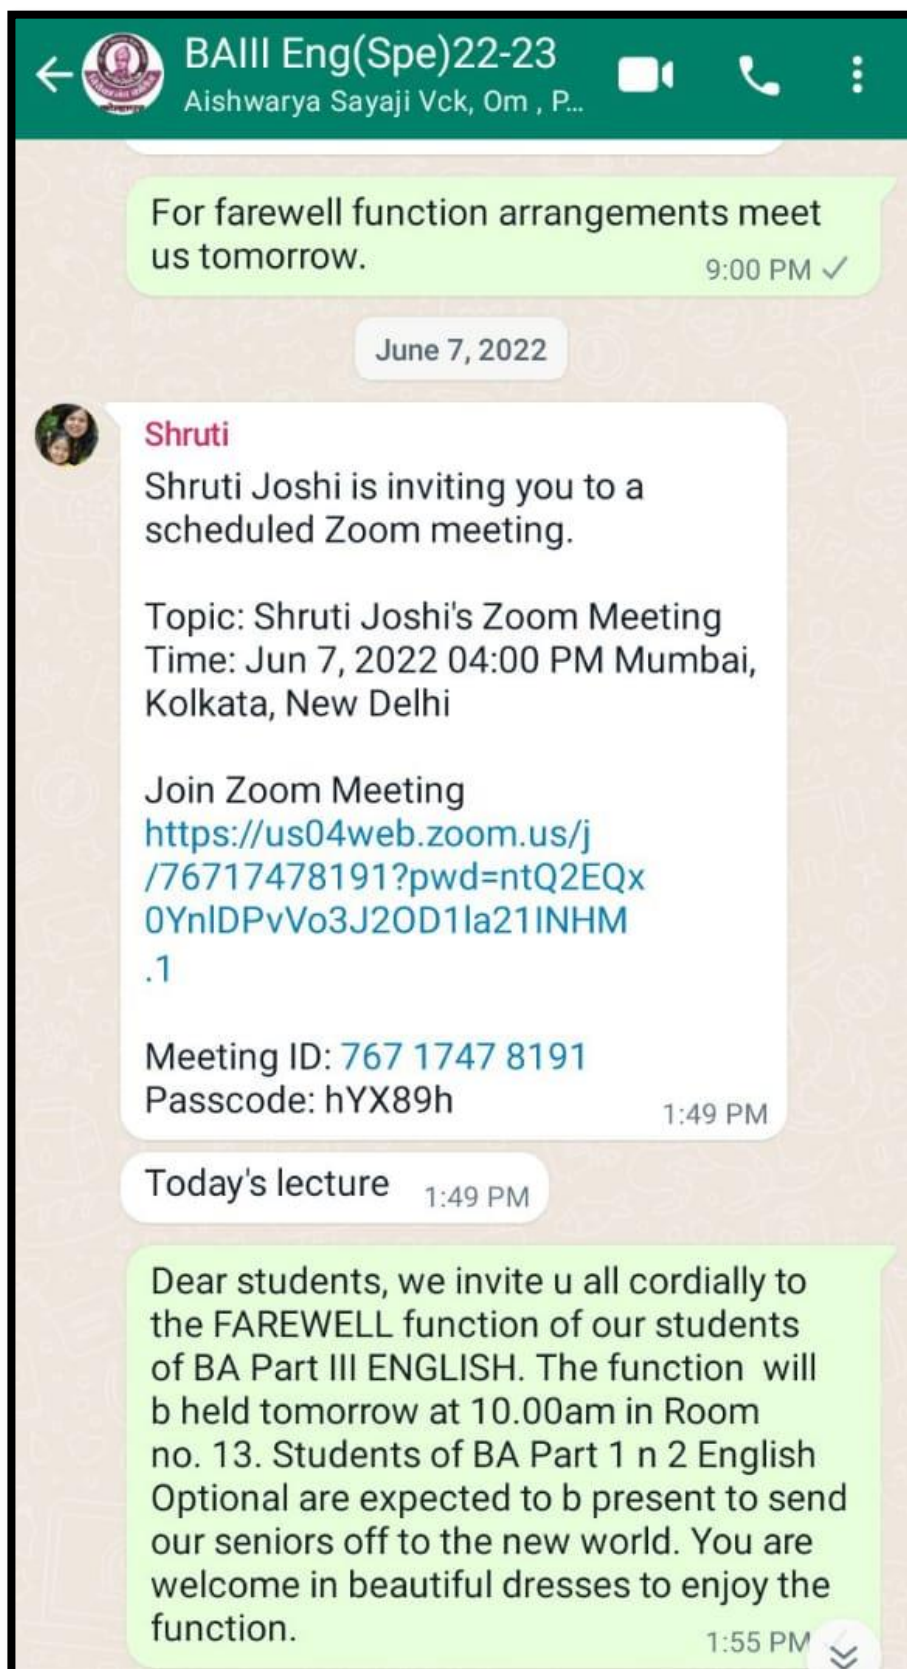 BAIII Eng(Spe)22-23
Aishwarya Sayaji Vck, Om , P...
For farewell function arrangements meet
us tomorrow.
9:00 PM
June 7, 2022
Shruti
Shruti Joshi is inviting you to a
scheduled Zoom meeting.
Topic: Shruti Joshi's Zoom Meeting
Time: Jun 7, 2022 04:00 PM Mumbai,
Kolkata, New Delhi
Join Zoom Meeting
https://us04web.zoom.us/j
/76717478191?pwd=ntQ2EQx
0YnlDPvVo3J2OD1la21INHM
.1
Meeting ID: 767 1747 8191
Passcode: hYX89h
1:49 PM
Today's lecture 1:49 PM
Dear students, we invite u all cordially to
the FAREWELL function of our students
of BA Part III ENGLISH. The function will
b held tomorrow at 10.00am in Room
no. 13. Students of BA Part 1 n 2 English
Optional are expected to b present to send
our seniors off to the new world. You are
welcome in beautiful dresses to enjoy the
function.
1:55 PM